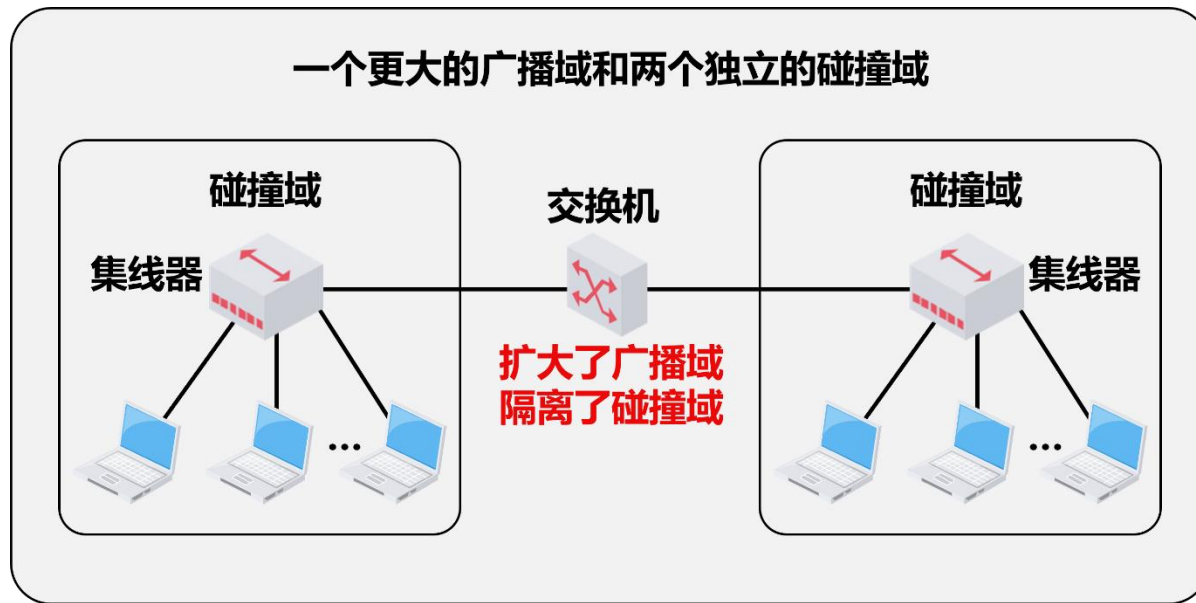 一个更大的广播域和两个独立的碰撞域
碰撞域
集线器
...
交换机
扩大了广播域
隔离了碰撞域
碰撞域
集线器
...